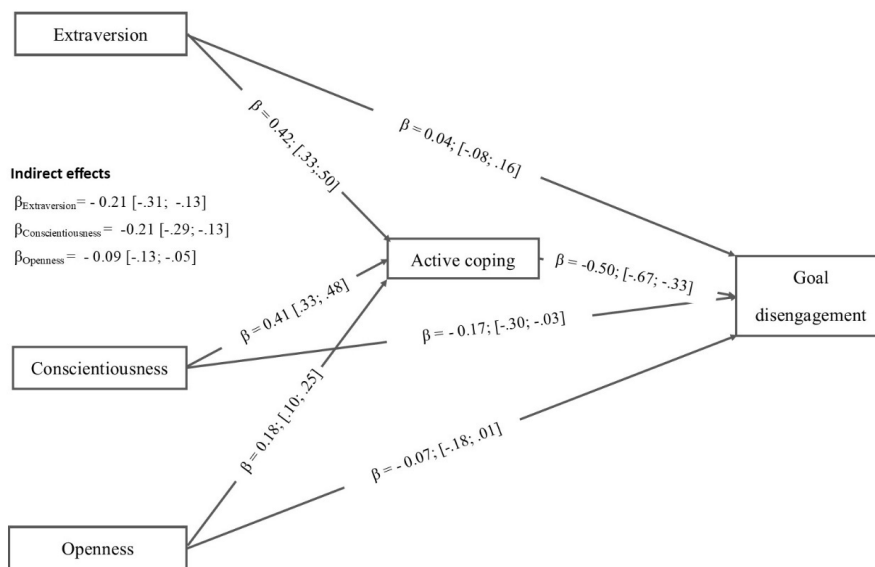 Extraversion
β = 0.42; [.33;.50]
β = 0.04; [-.08; .16]
Indirect effects
βExtraversion= - 0.21 [-.31; -.13]
βConscientiousness= -0.21 [-.29; -.13]
βOpenness= - 0.09 [-.13; -.05]
Active coping
β = -0.50; [-.67; -.33]
Goal
disengagement
β = 0.41 [.33; .48]
β = - 0.17; [-.30; -.03]
Conscientiousness
β = 0.18; [.10; .25]
β = - 0.07; [-.18; .01]
Openness